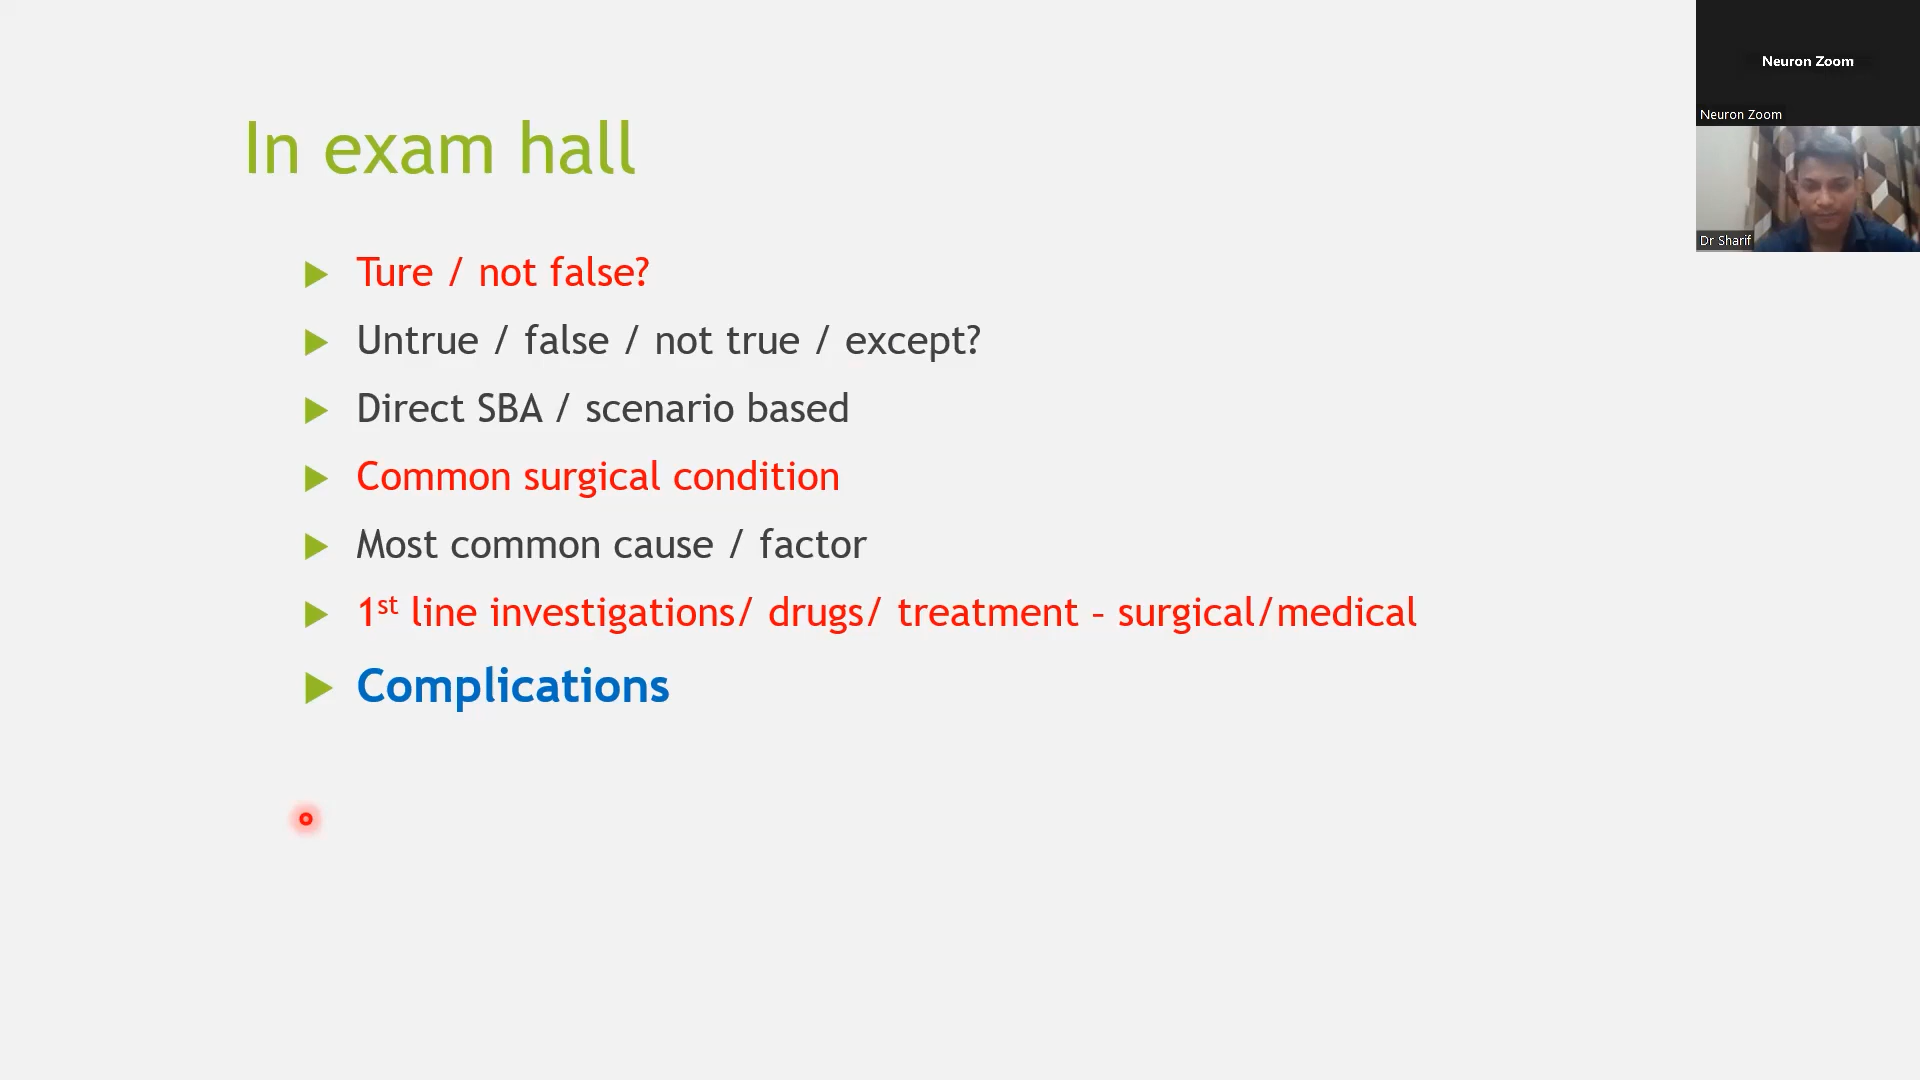 In exam hall
Ture / not false?
Untrue / false / not true / except?
Direct SBA / scenario based
Common surgical condition
Most common cause / factor
1st line investigations/ drugs/ treatment – surgical/medical
Complications
Neuron Zoom
Neuron Zoom
Dr Sharif